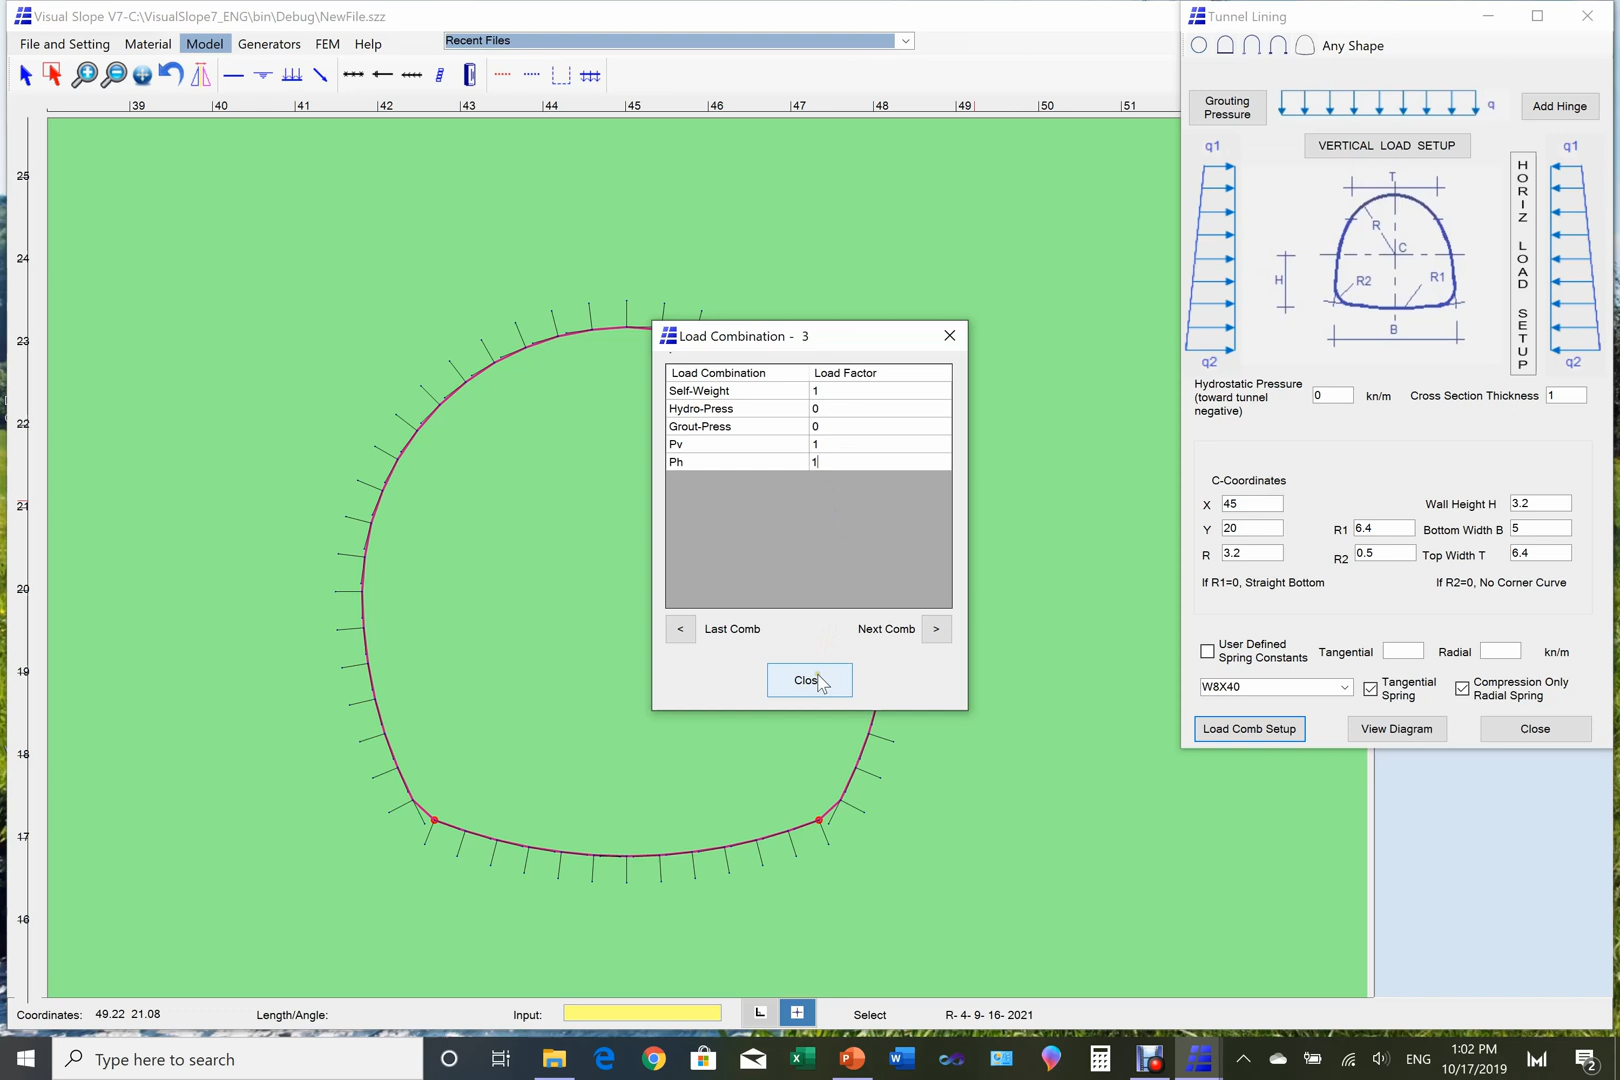 Visual Slope V7-C:\VisualSlope7_ENG\bin\Debug\NewFile.szz
File and Setting Material Model Generators FEM Help
Recent Files
39 40 41 42 43 44 45 46 47 48 49 50 51
25
24
23
22
21
20
19
18
17
16
Load Combination - 3
Load Combination Load Factor
Self-Weight 1
Hydro-Press 0
Grout-Press 0
Pv 1
Ph 1
< Last Comb Next Comb >
Clos
Tunnel Lining
Any Shape
Grouting
Pressure
q
Add Hinge
VERTICAL LOAD SETUP
q1
q1
HORIZ LOAD SETUP
T
R
C
H
R2
R1
B
q2
q2
Hydrostatic Pressure
(toward tunnel
negative)
0 kn/m
Cross Section Thickness 1
C-Coordinates
X 45 Wall Height H 3.2
Y 20 R1 6.4 Bottom Width B 5
R 3.2 R2 0.5 Top Width T 6.4
If R1=0, Straight Bottom If R2=0, No Corner Curve
User Defined
Spring Constants
Tangential Radial kn/m
W8X40
Tangential
Spring
Compression Only
Radial Spring
Load Comb Setup View Diagram Close
Coordinates: 49.22 21.08 Length/Angle: Input: Select R- 4- 9- 16- 2021
Type here to search
ENG
1:02 PM
10/17/2019
2